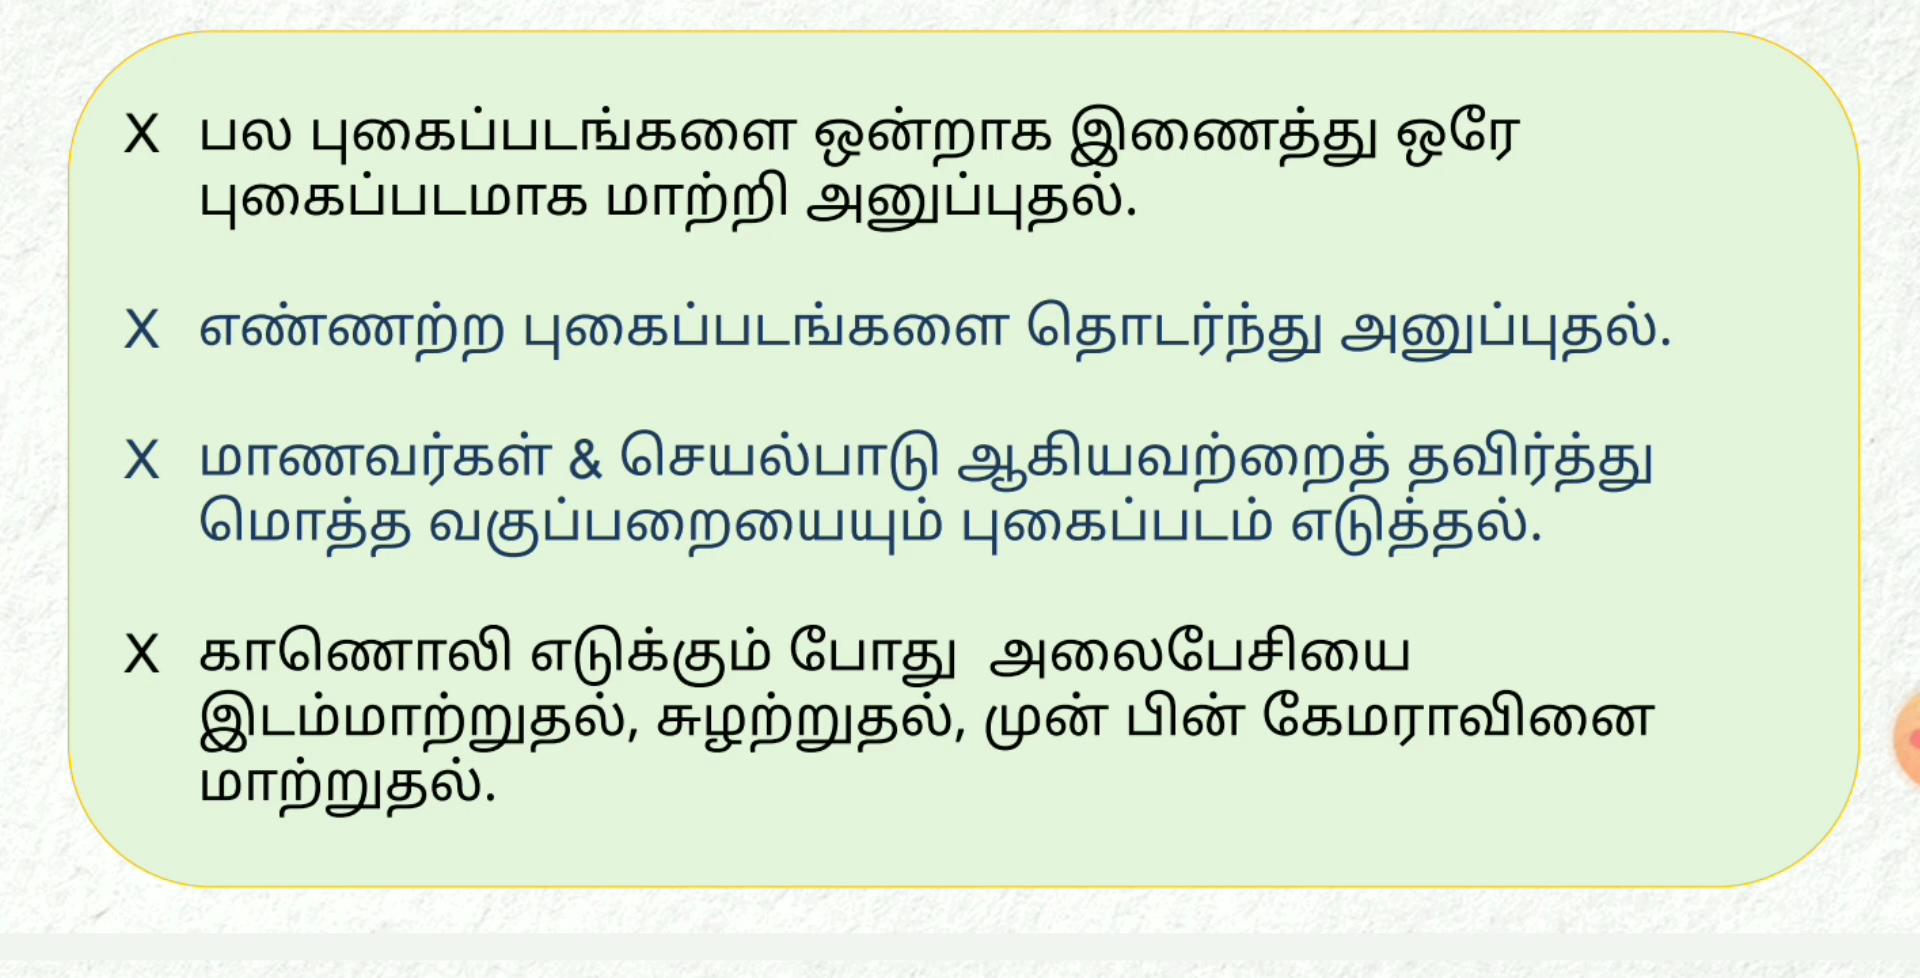 X பல புகைப்படங்களை ஒன்றாக இணைத்து ஒரே
புகைப்படமாக மாற்றி அனுப்புதல்.
X எண்ணற்ற புகைப்படங்களை தொடர்ந்து அனுப்புதல்.
X மாணவர்கள் & செயல்பாடு ஆகியவற்றைத் தவிர்த்து
மொத்த வகுப்பறையையும் புகைப்படம் எடுத்தல்.
X காணொலி எடுக்கும் போது அலைபேசியை
இடம்மாற்றுதல், சுழற்றுதல், முன் பின் கேமராவினை
மாற்றுதல்.